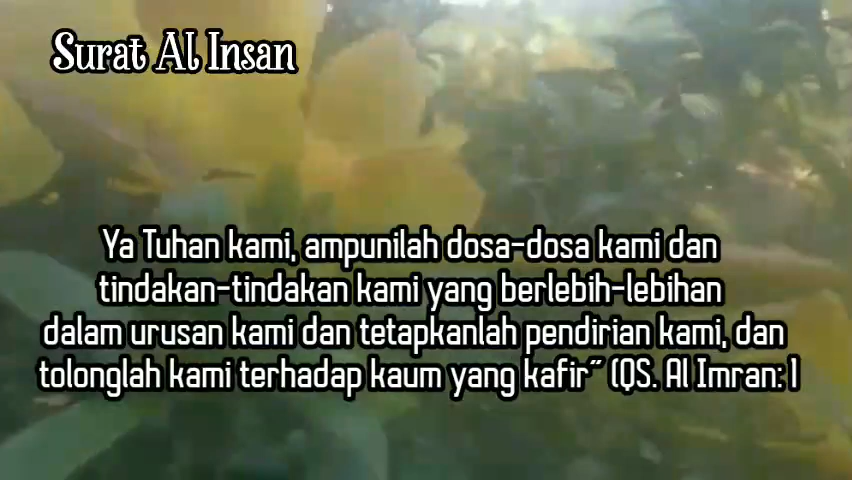 Surat Al Insan
Ya Tuhan kami, ampunilah dosa-dosa kami dan
tindakan-tindakan kami yang berlebih-lebihan
dalam urusan kami dan tetapkanlah pendirian kami, dan
tolonglah kami terhadap kaum yang kafir” (QS. Al Imran: 1